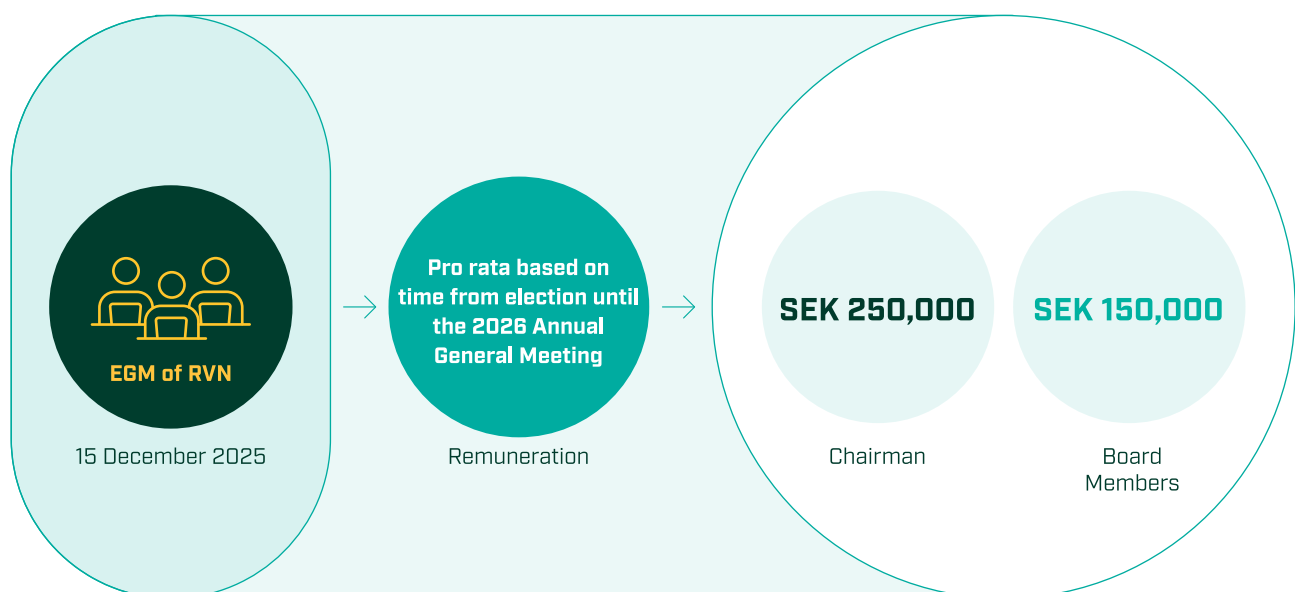 EGM of RVN
15 December 2025
Pro rata based on
time from election until
the 2026 Annual
General Meeting
Remuneration
SEK 250,000
Chairman
SEK 150,000
Board
Members